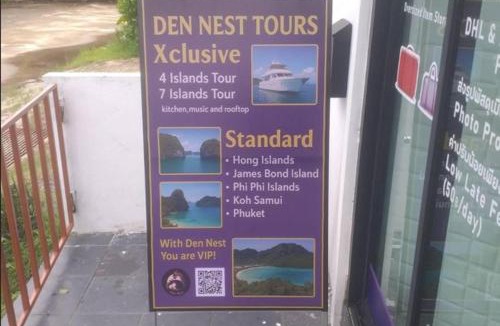 DEN NEST TOURS
Xclusive
4 Islands Tour
7 Islands Tour
kitchen,music and rooftop
Standard
• Hong Islands
• James Bond Island
• Phi Phi Islands
• Koh Samui
• Phuket
With Den Nest
You are VIP!
DHL &
Photo Pro
Low Late
(50s/day)